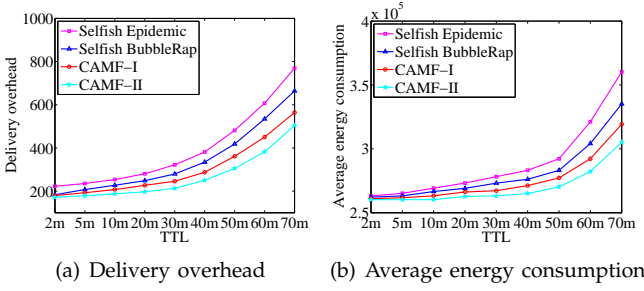 1000
800
600
400
200
Delivery overhead
Selfish Epidemic
Selfish BubbleRap
CAMF-I
CAMF-II
2m 5m 10m 20m 30m 40m 50m 60m 70m
TTL
(a) Delivery overhead
4 x 10^5
3.5
3
2.5
Average energy consumption
Selfish Epidemic
Selfish BubbleRap
CAMF-I
CAMF-II
2m 5m 10m 20m 30m 40m 50m 60m 70m
TTL
(b) Average energy consumption